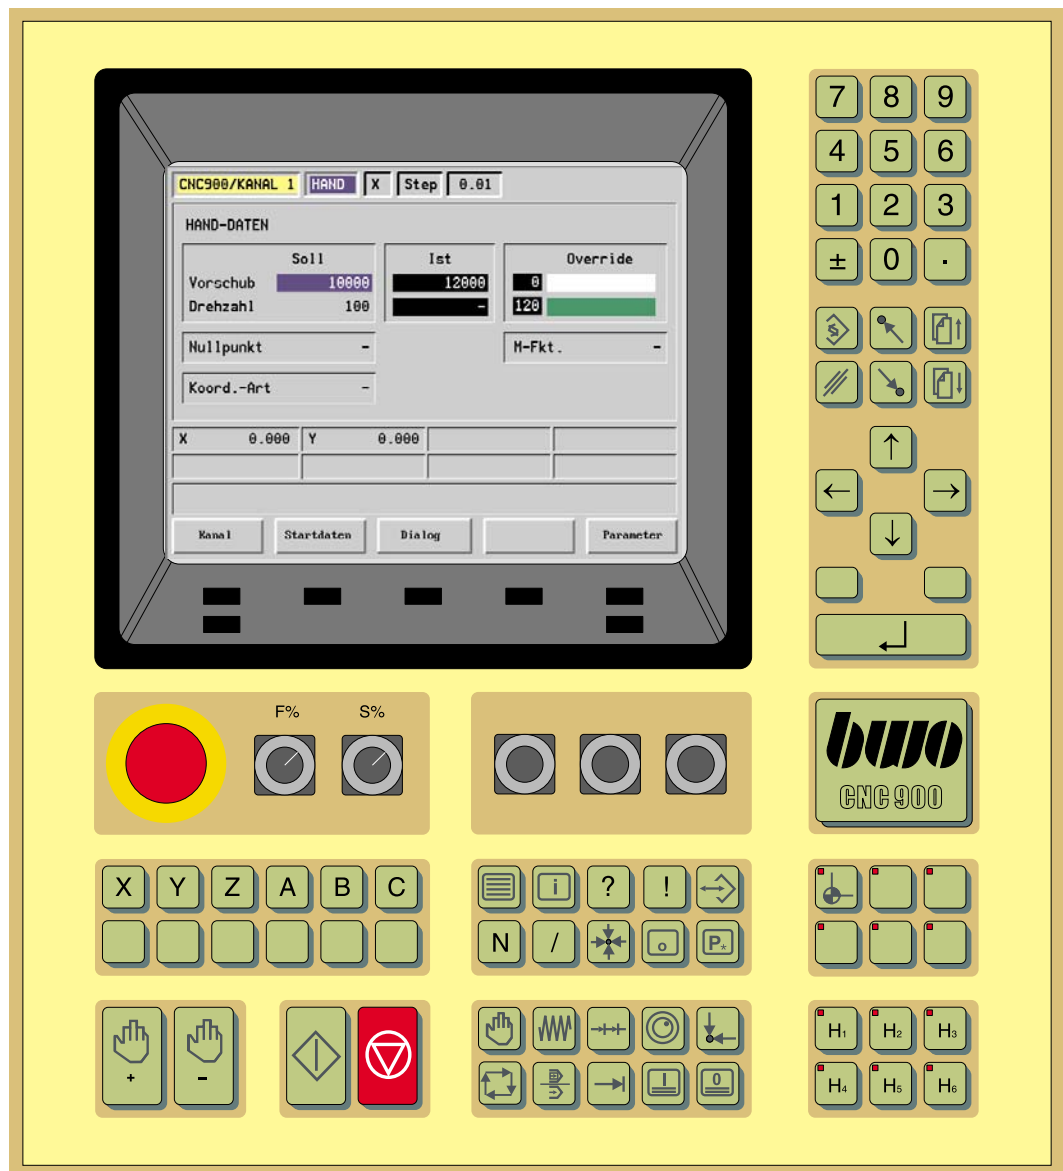 CNC900/KANAL 1 HAND X Step 0.01
HAND-DATEN
Soll Ist Override
Vorschub 10000 12000 0
Drehzahl 100 - 120
Nullpunkt - M-Fkt. -
Koord.-Art -
X 0.000 Y 0.000
Kanal Startdaten Dialog Parameter
7 8 9
4 5 6
1 2 3
± 0 .
$
↑
← →
↓
F% S%
bwo
CNC 900
X Y Z A B C
i ? ! 
N / o P*
+ -
I 0
H1 H2 H3
H4 H5 H6